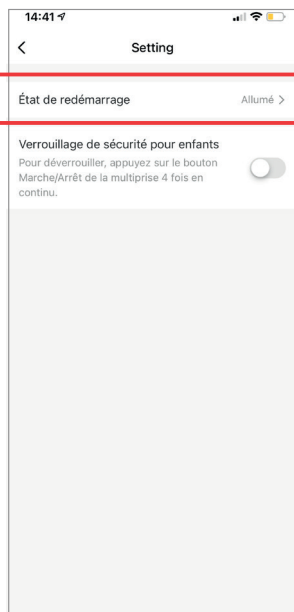 14:41
Setting
État de redémarrage Allumé
Verrouillage de sécurité pour enfants
Pour déverrouiller, appuyez sur le bouton
Marche/Arrêt de la multiprise 4 fois en
continu.